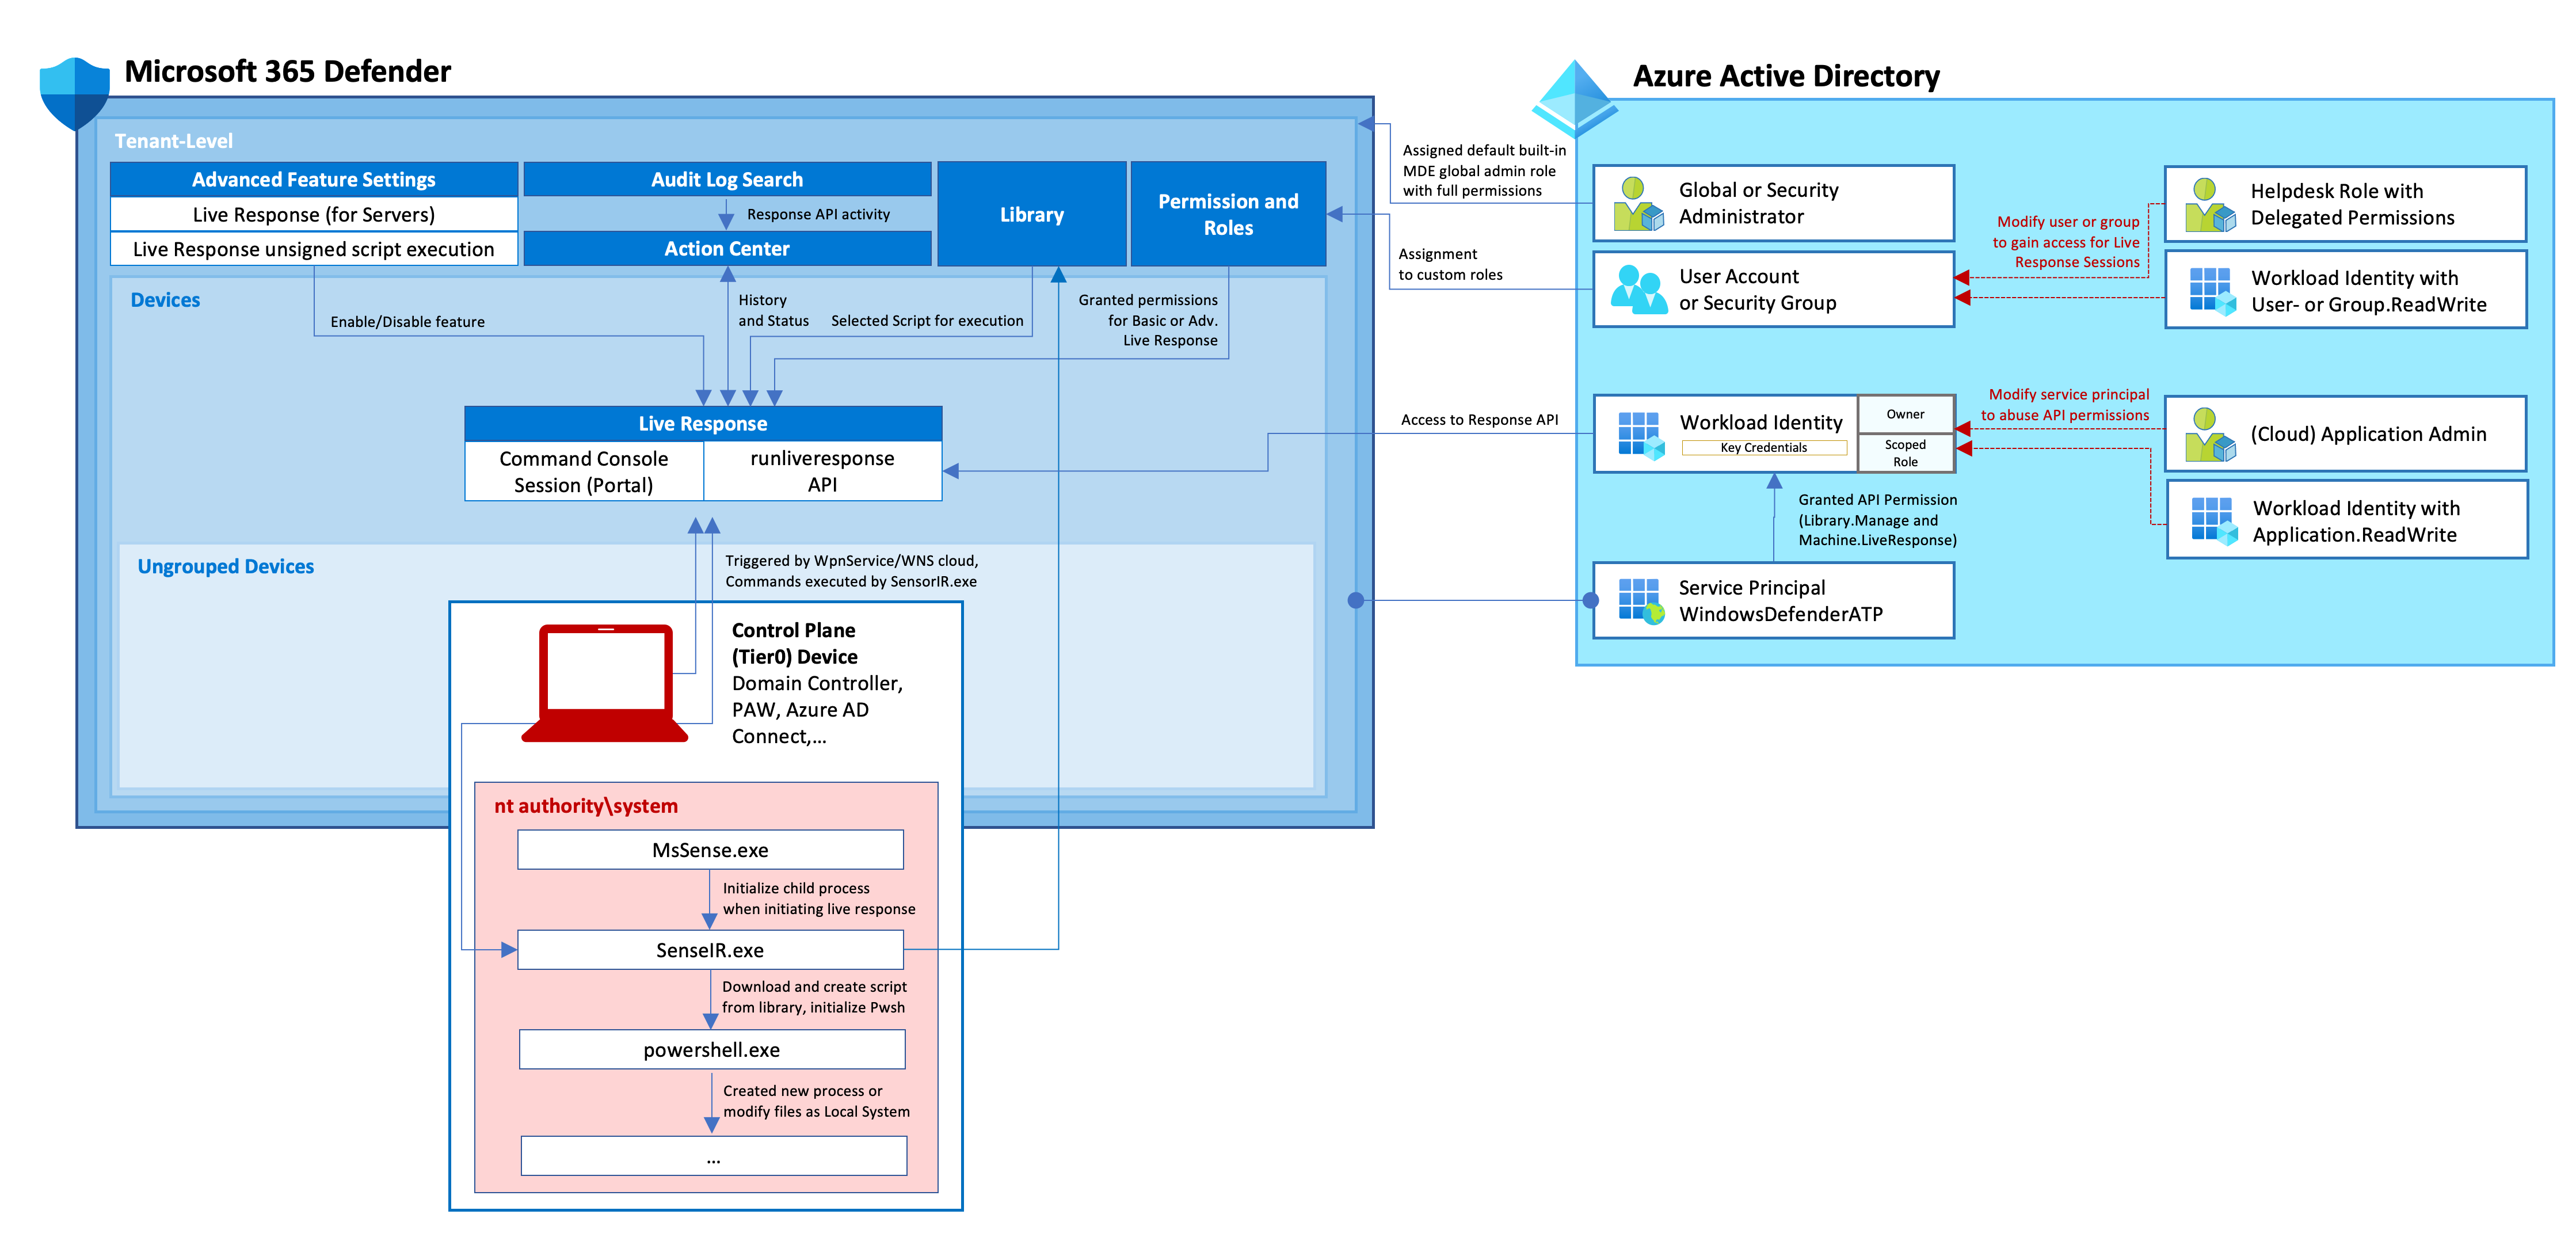 Microsoft 365 Defender
Tenant-Level
Advanced Feature Settings
Live Response (for Servers)
Live Response unsigned script execution
Audit Log Search
Response API activity
Action Center
Library
Permission and
Roles
Devices
Enable/Disable feature
History
and Status
Selected Script for execution
Granted permissions
for Basic or Adv.
Live Response
Live Response
Command Console
Session (Portal)
runliveresponse
API
Ungrouped Devices
Triggered by WpnService/WNS cloud,
Commands executed by SensorIR.exe
Control Plane
(Tier0) Device
Domain Controller,
PAW, Azure AD
Connect,...
nt authority\system
MsSense.exe
Initialize child process
when initiating live response
SenseIR.exe
Download and create script
from library, initialize Pwsh
powershell.exe
Created new process or
modify files as Local System
...
Assigned default built-in
MDE global admin role
with full permissions
Assignment
to custom roles
Access to Response API
Azure Active Directory
Global or Security
Administrator
User Account
or Security Group
Modify user or group
to gain access for Live
Response Sessions
Helpdesk Role with
Delegated Permissions
Workload Identity with
User- or Group.ReadWrite
Workload Identity
Key Credentials
Owner
Scoped
Role
Modify service principal
to abuse API permissions
(Cloud) Application Admin
Workload Identity with
Application.ReadWrite
Granted API Permission
(Library.Manage and
Machine.LiveResponse)
Service Principal
WindowsDefenderATP